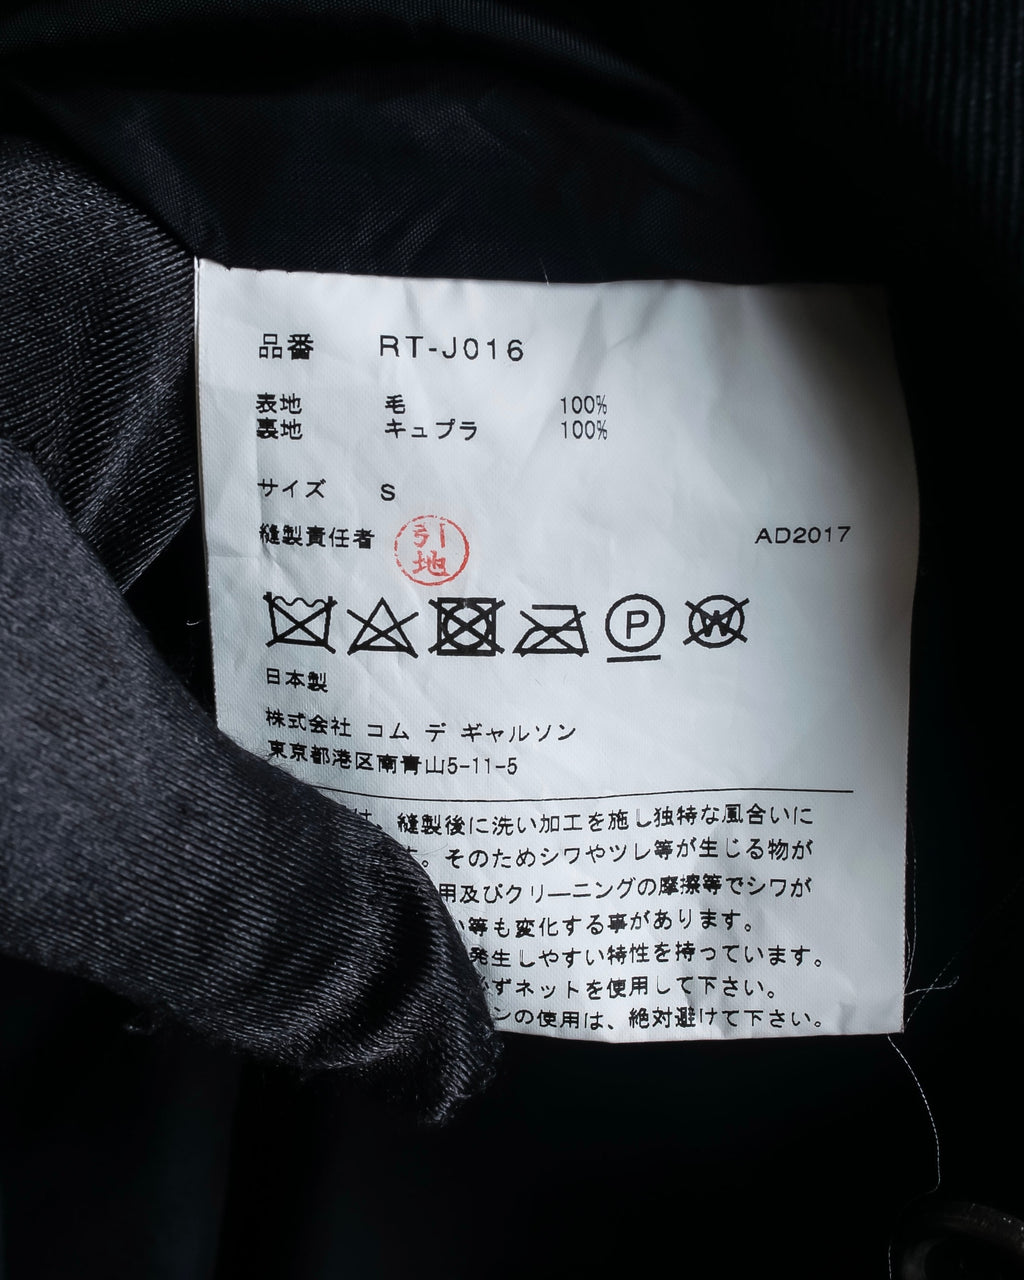 品番 RT-J016
表地 毛 100%
裏地 キュプラ 100%
サイズ S
縫製責任者 引地 AD2017
P W
日本製
株式会社 コム デ ギャルソン
東京都港区南青山5-11-5
は、縫製後に洗い加工を施し独特な風合いに
す。そのためシワやツレ等が生じる物が
用及びクリーニングの摩擦等でシワが
い等も変化する事があります。
発生しやすい特性を持っています。
必ずネットを使用して下さい。
ンの使用は、絶対避けて下さい。